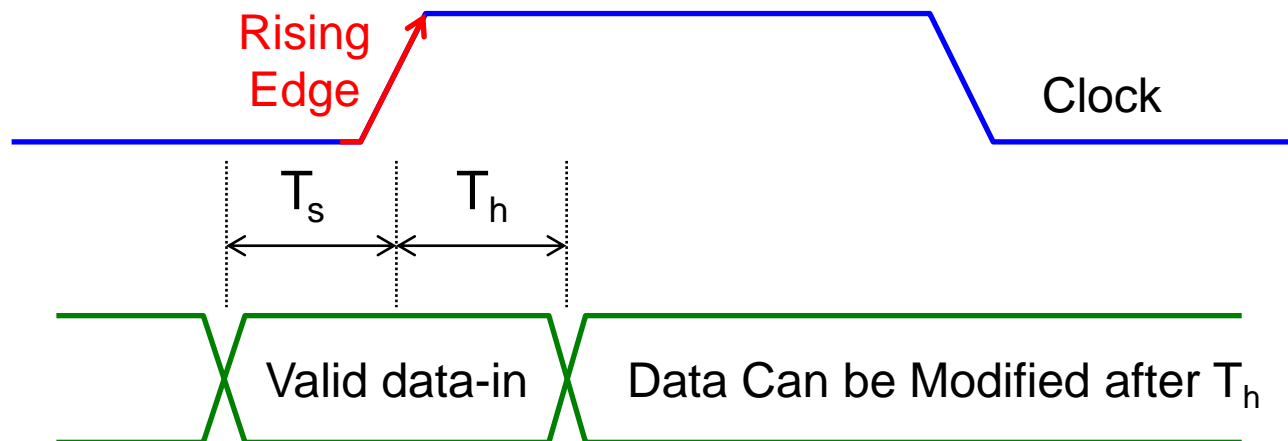 Rising
Edge
Clock
Ts
Th
Valid data-in
Data Can be Modified after Th